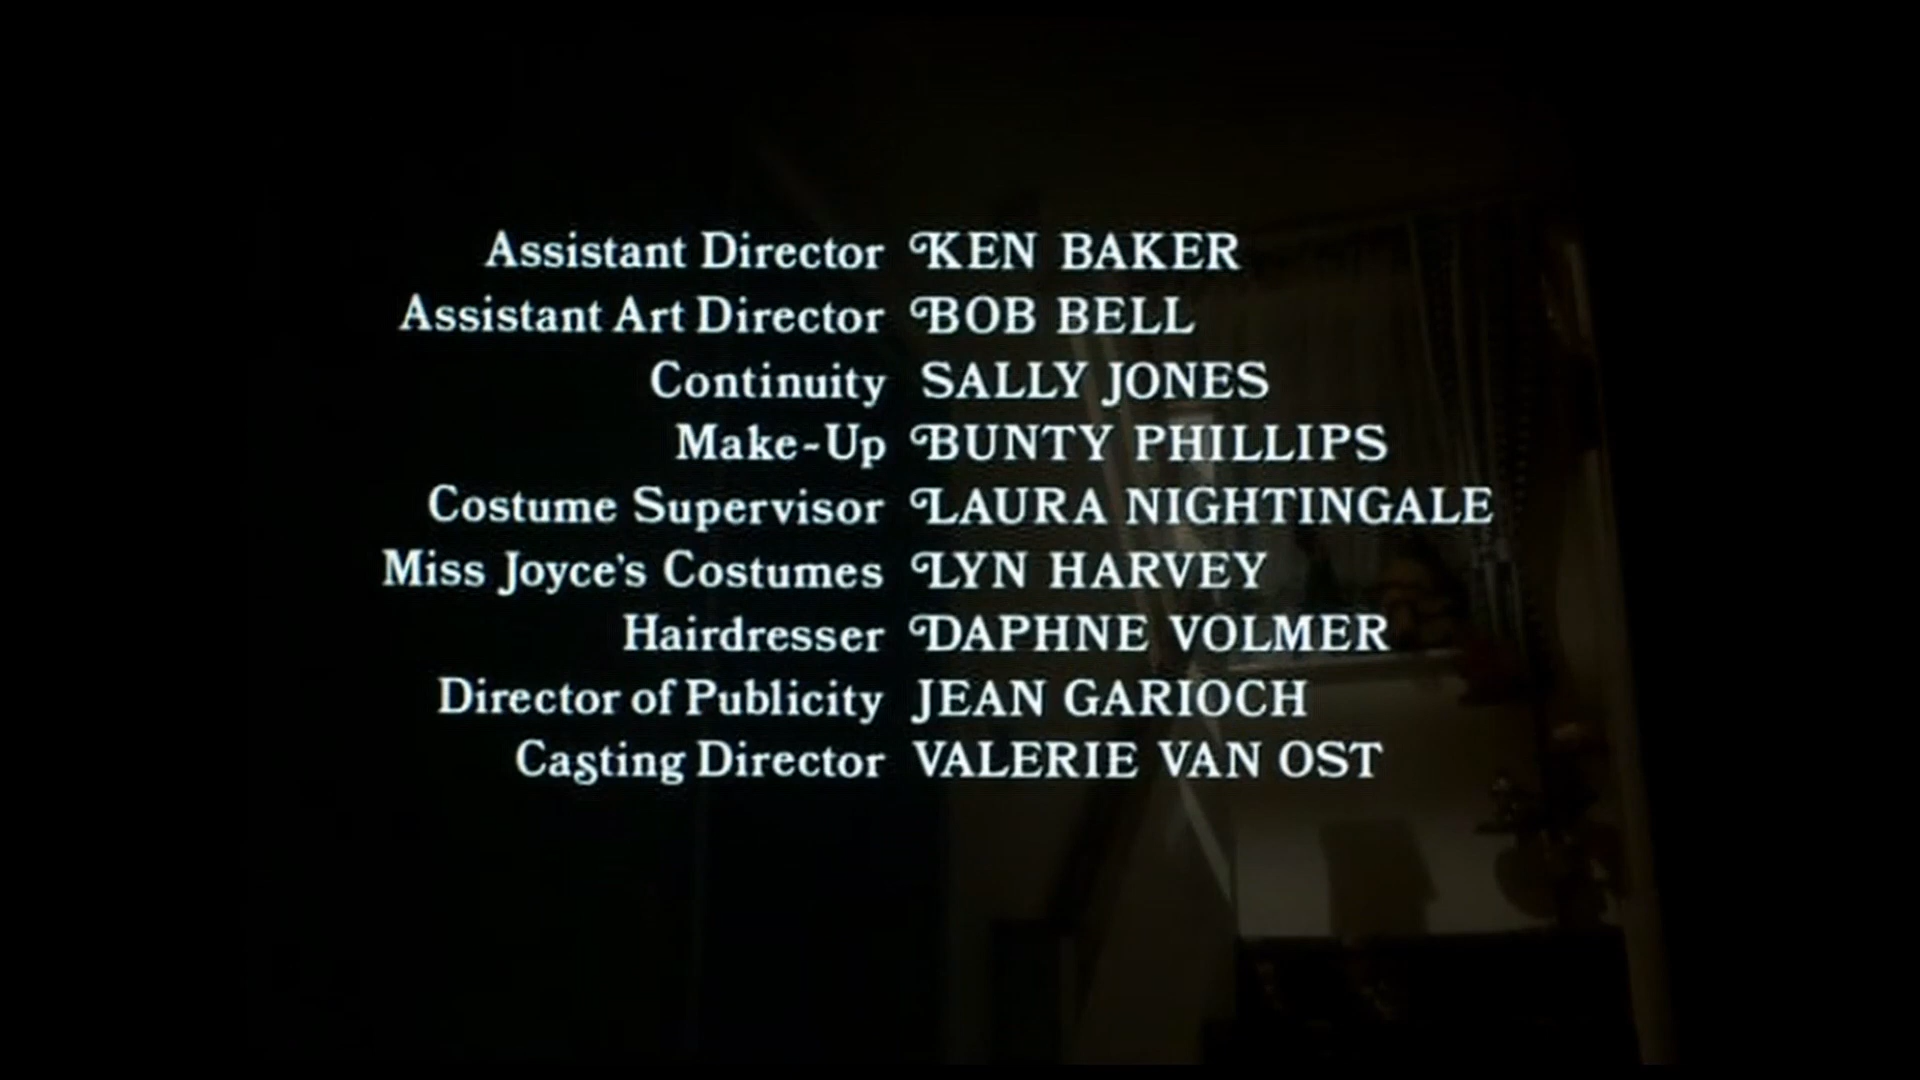 Assistant Director KEN BAKER
Assistant Art Director BOB BELL
Continuity SALLY JONES
Make-Up BUNTY PHILLIPS
Costume Supervisor LAURA NIGHTINGALE
Miss Joyce's Costumes LYN HARVEY
Hairdresser DAPHNE VOLMER
Director of Publicity JEAN GARIOCH
Casting Director VALERIE VAN OST